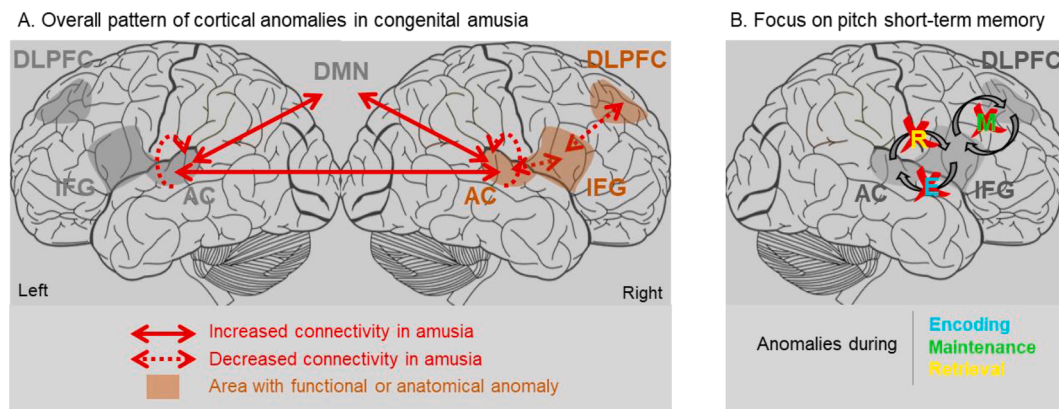 A. Overall pattern of cortical anomalies in congenital amusia
DLPFC
DMN
DLPFC
IFG
AC
AC
IFG
Left
Right
Increased connectivity in amusia
Decreased connectivity in amusia
Area with functional or anatomical anomaly
B. Focus on pitch short-term memory
DLPFC
M
R
E
AC
IFG
Anomalies during
Encoding
Maintenance
Retrieval